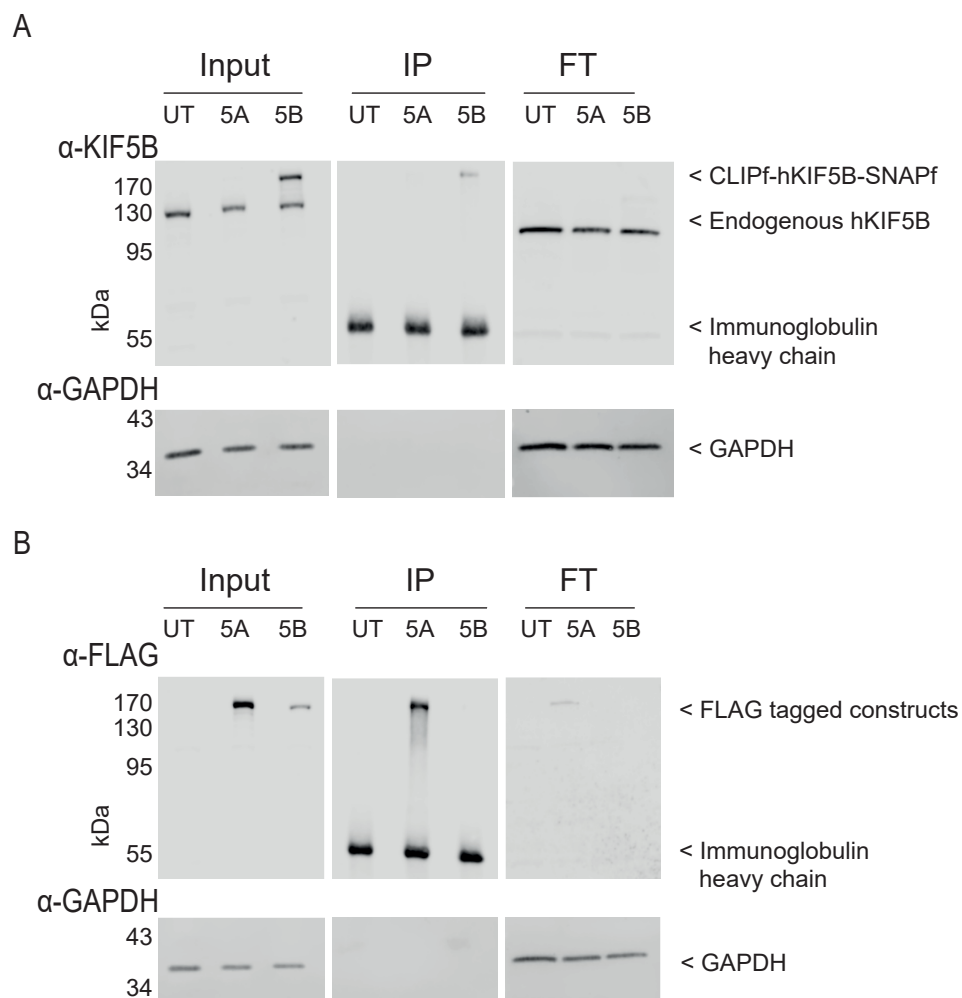 A
Input IP FT
UT 5A 5B UT 5A 5B UT 5A 5B
α-KIF5B
170
130
95
55
kDa
< CLIPf-hKIF5B-SNAPf
< Endogenous hKIF5B
< Immunoglobulin
heavy chain
α-GAPDH
43
34
< GAPDH
B
Input IP FT
UT 5A 5B UT 5A 5B UT 5A 5B
α-FLAG
170
130
95
55
kDa
< FLAG tagged constructs
< Immunoglobulin
heavy chain
α-GAPDH
43
34
< GAPDH